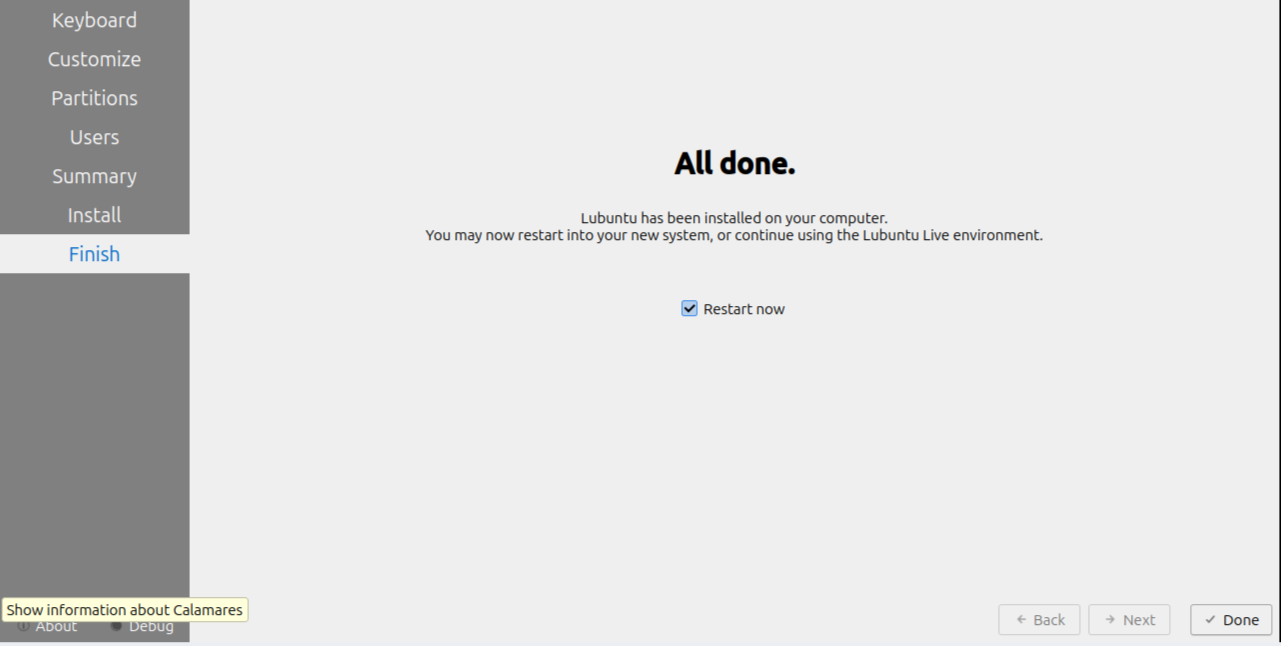 Keyboard
Customize
Partitions
Users
Summary
Install
Finish
All done.
Lubuntu has been installed on your computer.
You may now restart into your new system, or continue using the Lubuntu Live environment.
Restart now
Show information about Calamares
About
Debug
Back
Next
Done